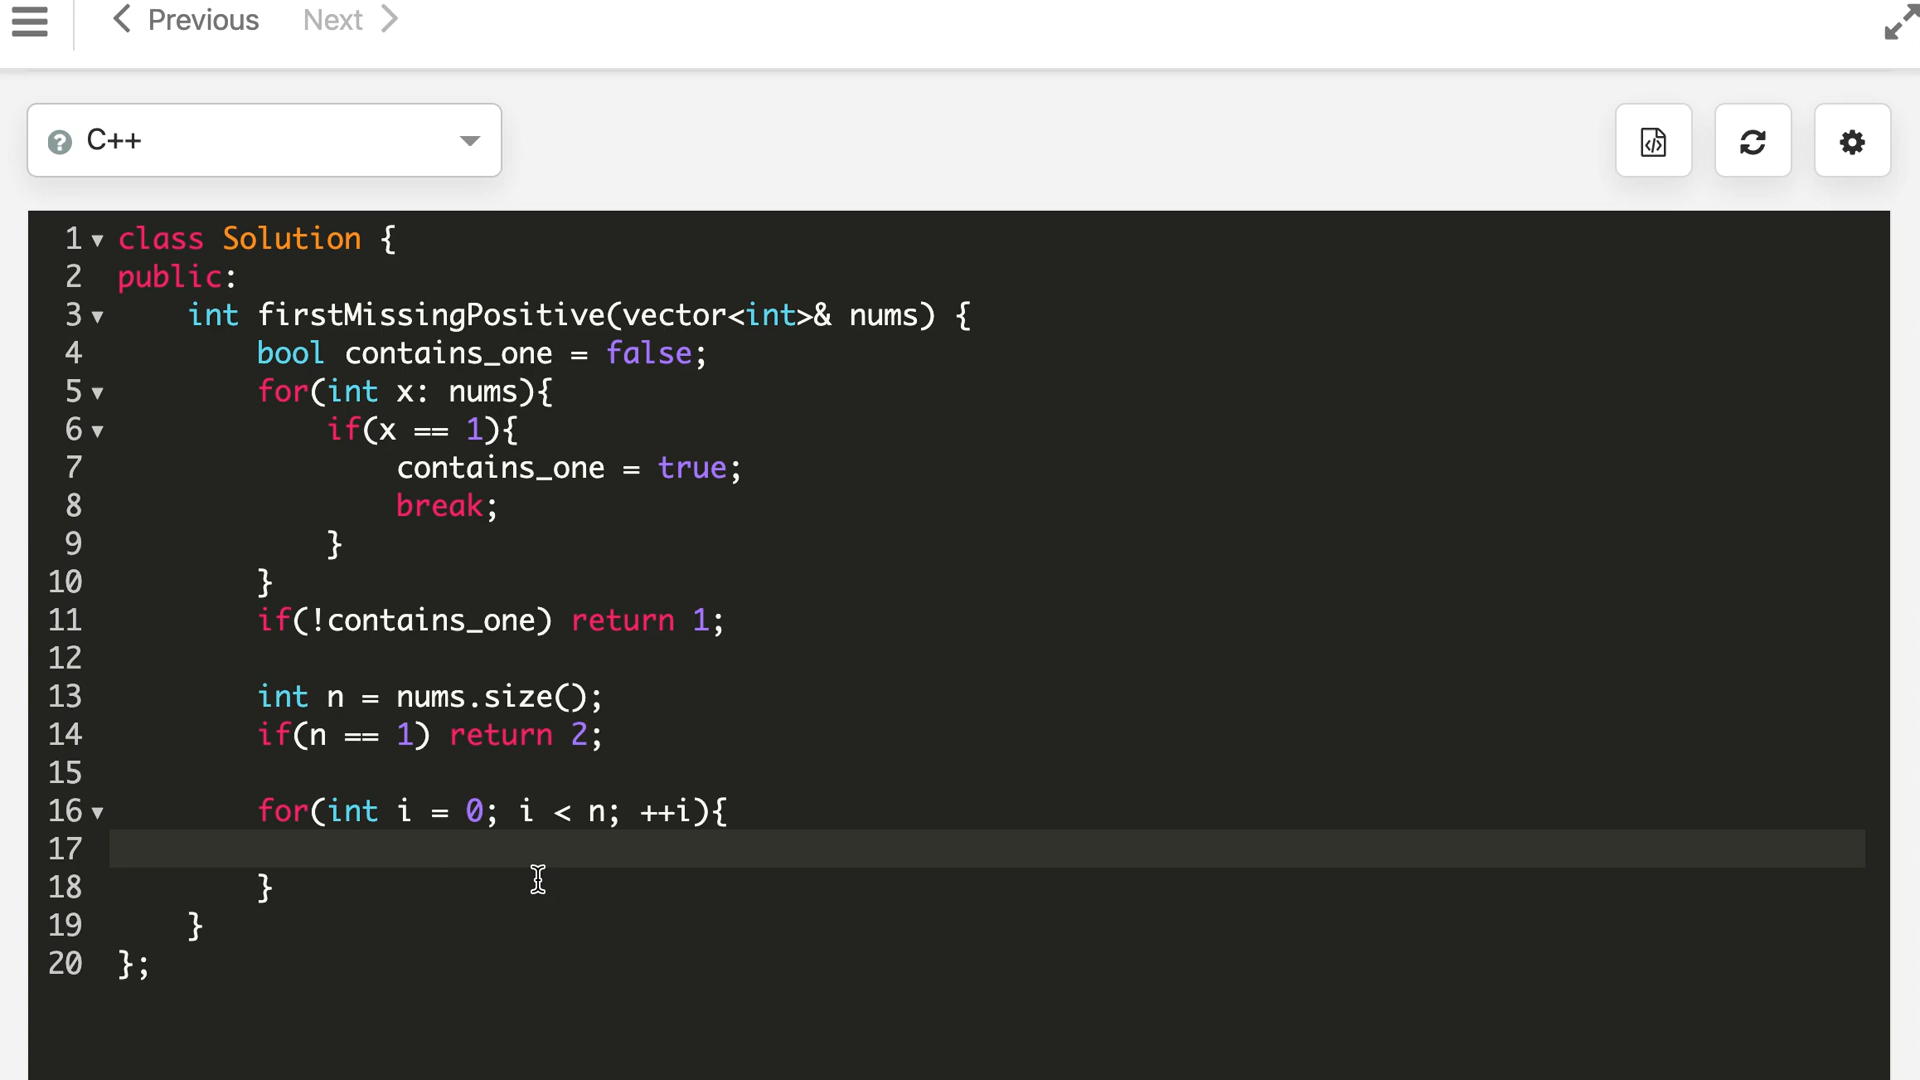 Previous Next
C++
1 class Solution {
2 public:
3 int firstMissingPositive(vector<int>& nums) {
4 bool contains_one = false;
5 for(int x: nums){
6 if(x == 1){
7 contains_one = true;
8 break;
9 }
10 }
11 if(!contains_one) return 1;
12
13 int n = nums.size();
14 if(n == 1) return 2;
15
16 for(int i = 0; i < n; ++i){
17
18 }
19 }
20 };